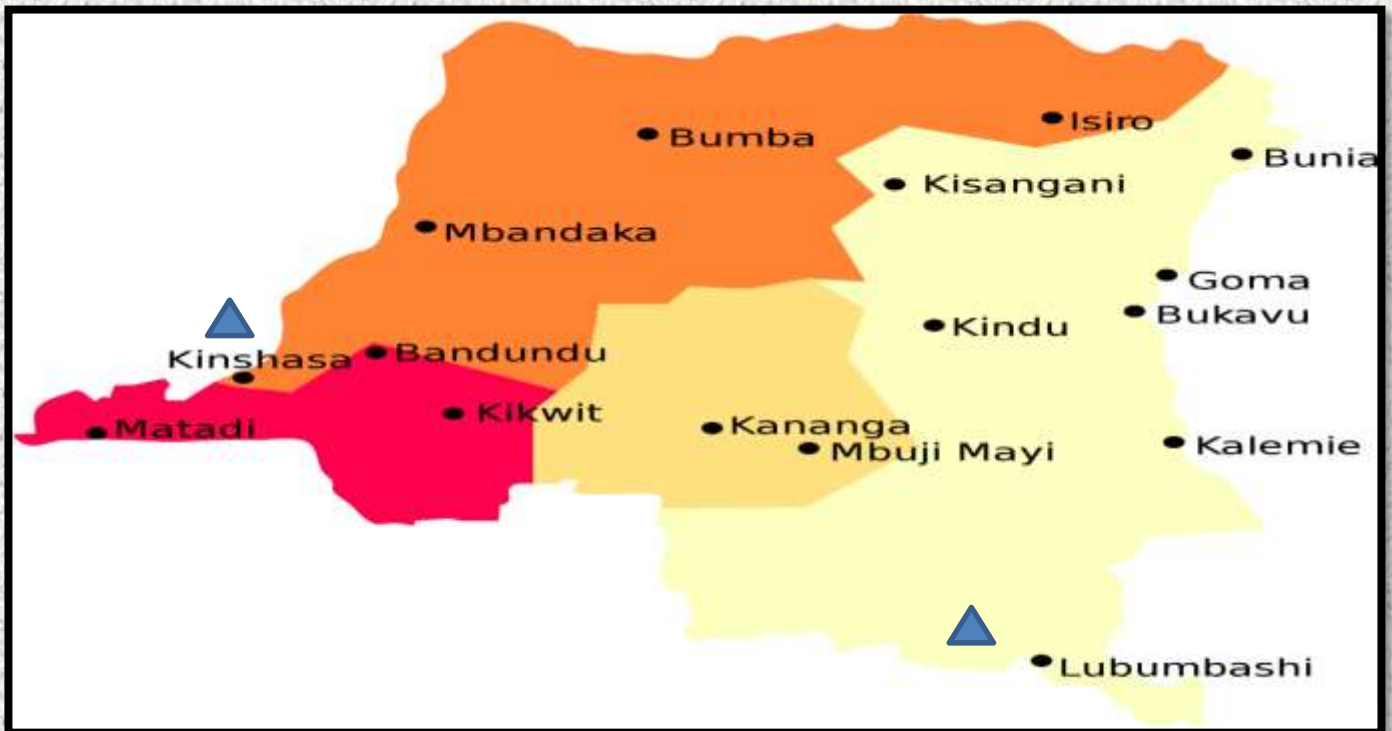 Isiro
Bumba
Bunia
Kisangani
Mbandaka
Goma
Bukavu
Kindu
Bandundu
Kinshasa
Kikwit
Matadi
Kananga
Mbuji Mayi
Kalemie
Lubumbashi